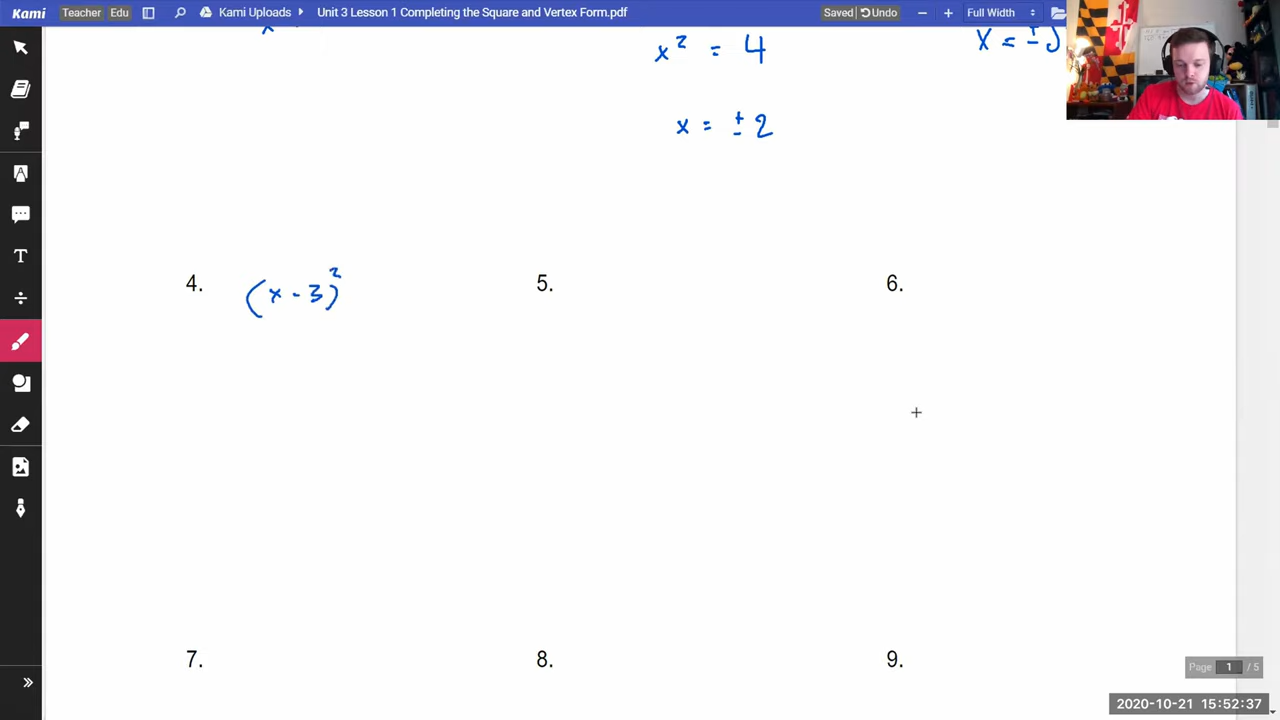 Kami Teacher Edu Kami Uploads Unit 3 Lesson 1 Completing the Square and Vertex Form.pdf Saved Undo Full Width
x² = 4
x = ±
x = ± 2
4. (x - 3)²
5.
6.
7.
8.
9.
Page 1 / 5
2020-10-21 15:52:37